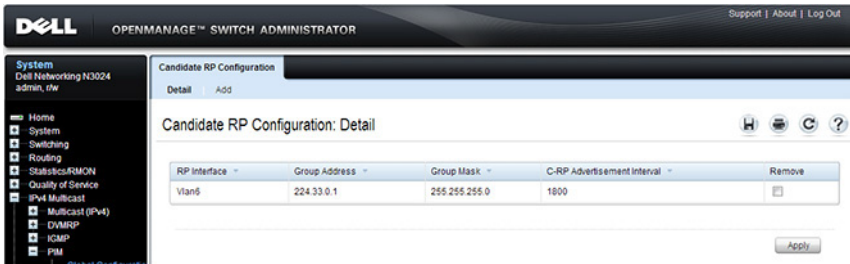 Support | About | Log Out
DELL OPENMANAGE™ SWITCH ADMINISTRATOR
System
Dell Networking N3024
admin, r/w
Home
System
Switching
Routing
Statistics/RMON
Quality of Service
IPv4 Multicast
Multicast (IPv4)
DVMRP
IGMP
PIM
Global Configuratio
Candidate RP Configuration
Detail Add
Candidate RP Configuration: Detail
RP Interface Group Address Group Mask C-RP Advertisement Interval Remove
Vlan6 224.33.0.1 255.255.255.0 1800
Apply